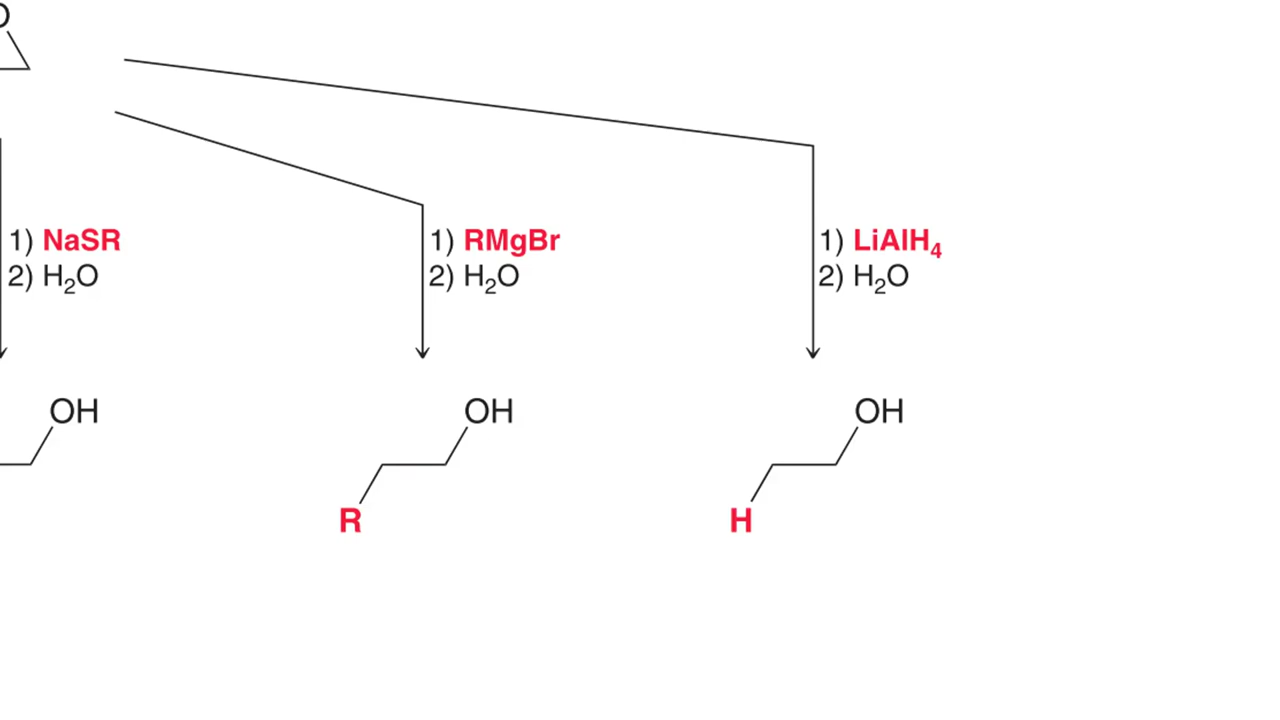 O
1) NaSR
2) H₂O
1) RMgBr
2) H₂O
1) LiAlH₄
2) H₂O
OH
OH
OH
R
H